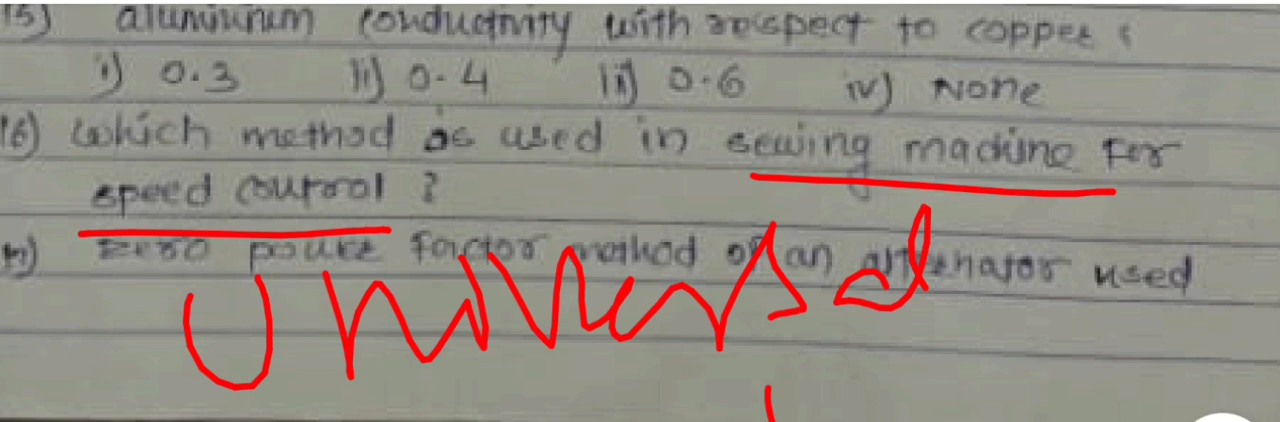 15) aluminum conductivity with respect to copper
i) 0.3 ii) 0.4 iii) 0.6 iv) None
16) which method is used in sewing machine for
speed control ?
17) zero power factor method of an alternator used
Universal